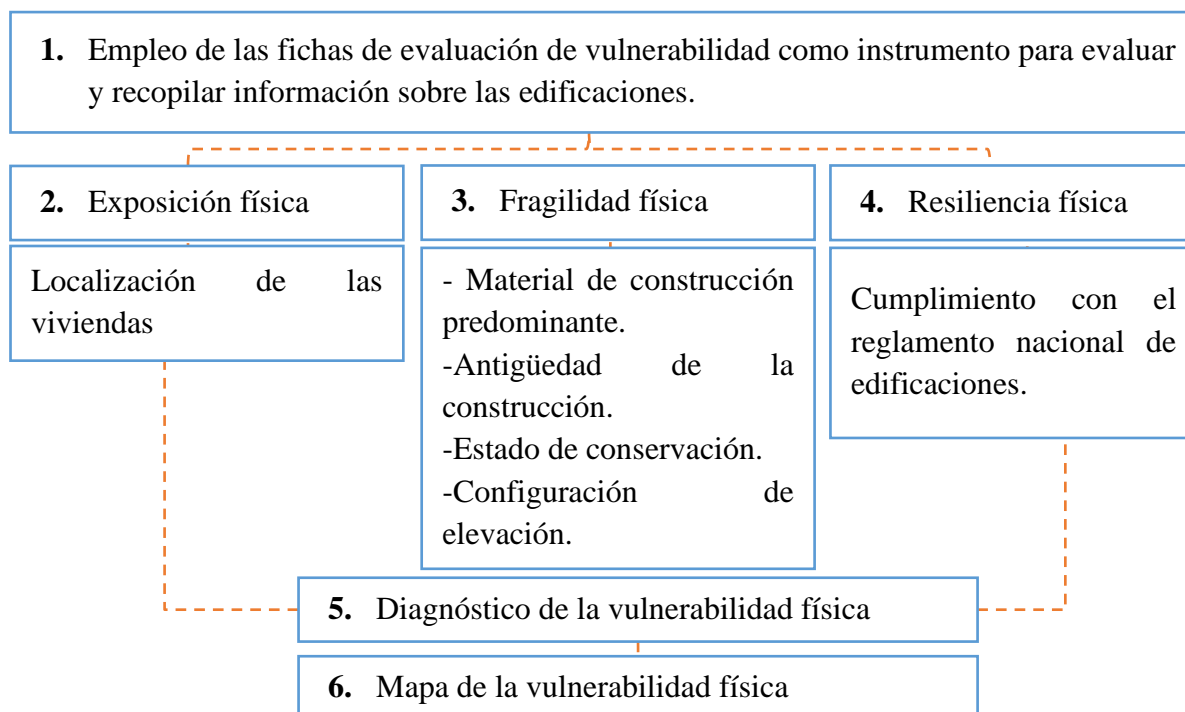 1. Empleo de las fichas de evaluación de vulnerabilidad como instrumento para evaluar
y recopilar información sobre las edificaciones.
2. Exposición física
Localización de las
viviendas
3. Fragilidad física
- Material de construcción
predominante.
-Antigüedad de la
construcción.
-Estado de conservación.
-Configuración de
elevación.
4. Resiliencia física
Cumplimiento con el
reglamento nacional de
edificaciones.
5. Diagnóstico de la vulnerabilidad física
6. Mapa de la vulnerabilidad física